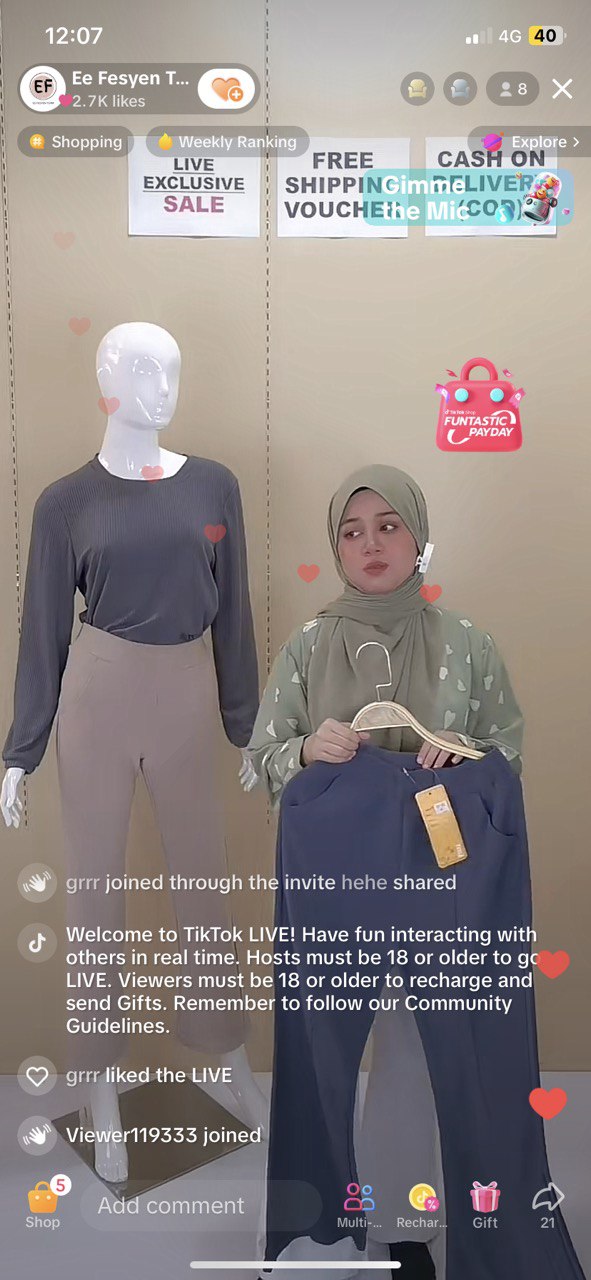 12:07
4G
40
EF
Ee Fesyen T...
2.7K likes
8
Shopping
Weekly Ranking
Explore >
LIVE
EXCLUSIVE
SALE
FREE
SHIPPING
VOUCHER
CASH ON
DELIVERY
(COD)
Gimme
the Mic
TikTok Shop
FUNTASTIC
PAYDAY
grrr joined through the invite hehe shared
Welcome to TikTok LIVE! Have fun interacting with
others in real time. Hosts must be 18 or older to go
LIVE. Viewers must be 18 or older to recharge and
send Gifts. Remember to follow our Community
Guidelines.
grrr liked the LIVE
Viewer119333 joined
5
Shop
Add comment
Multi-...
Rechar...
Gift
21